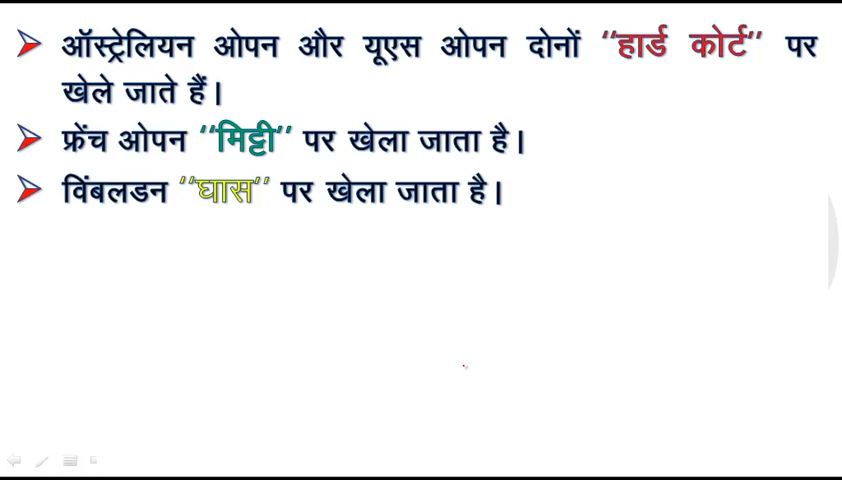 ऑस्ट्रेलियन ओपन और यूएस ओपन दोनों ‘‘हार्ड कोर्ट’’ पर
खेले जाते हैं।
फ्रेंच ओपन ‘‘मिट्टी’’ पर खेला जाता है।
विंबलडन ‘‘घास’’ पर खेला जाता है।